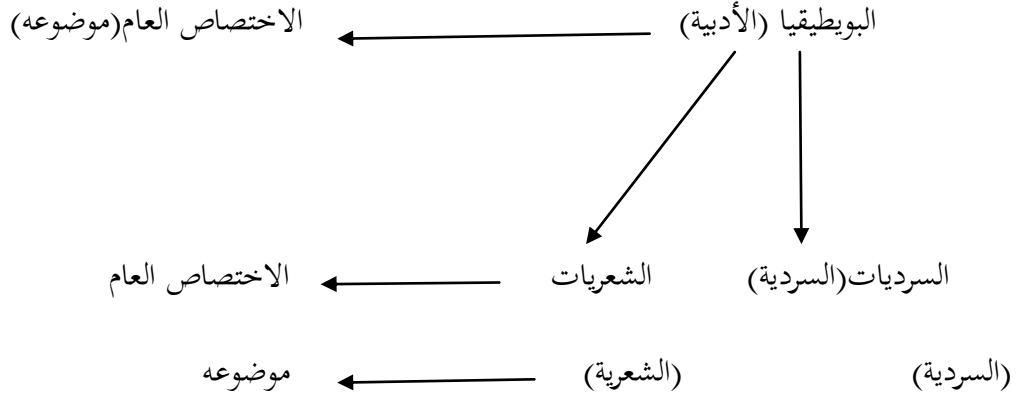 البويطيقيا (الأدبية) الاختصاص العام(موضوعه)
السرديات(السردية) الشعريات الاختصاص العام
(السردية) (الشعرية) موضوعه